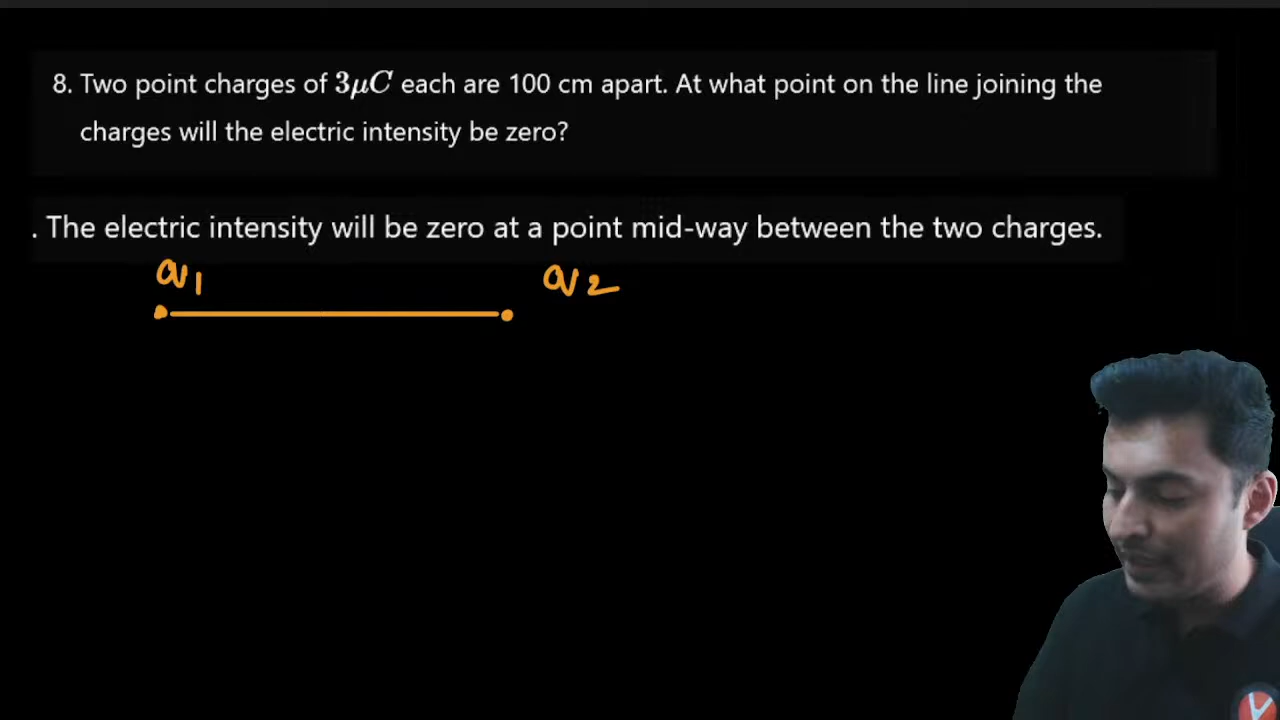 8. Two point charges of 3μC each are 100 cm apart. At what point on the line joining the
charges will the electric intensity be zero?
. The electric intensity will be zero at a point mid-way between the two charges.
q1 q2